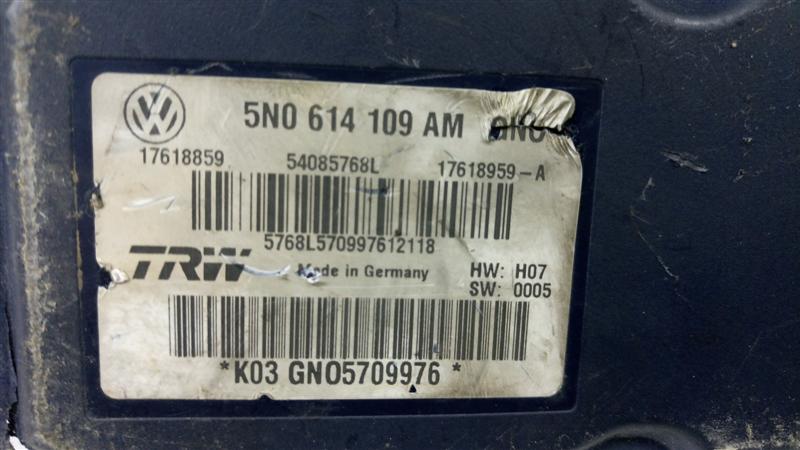 5N0 614 109 AM
17618859 54085768L 17618959-A
5768L570997612118
TRW Made in Germany HW: H07
SW: 0005
*K03 GNO5709976 *